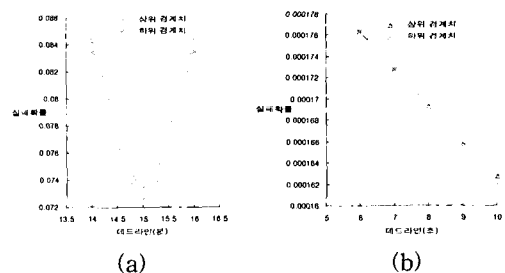 0.086
0.084
0.082
0.08
실패확률
0.078
0.076
0.074
0.072
상위 경계치
하위 경계치
13.5 14 14.5 15 15.5 16 16.5
데드라인(분)
(a)
0.000178
0.000176
0.000174
0.000172
0.00017
실패확률
0.000168
0.000166
0.000164
0.000162
0.00016
상위 경계치
하위 경계치
5 6 7 8 9 10
데드라인(초)
(b)